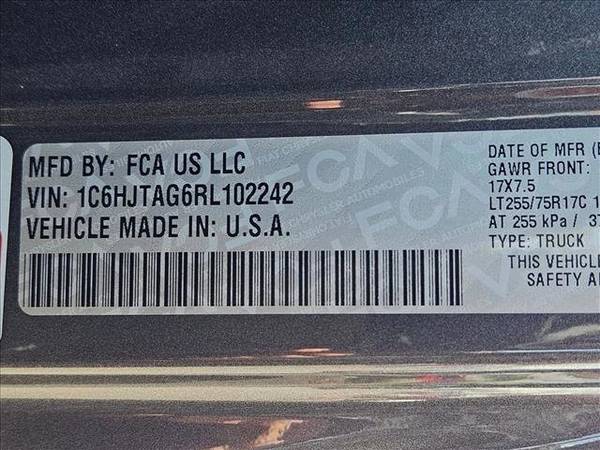 MFD BY: FCA US LLC
VIN: 1C6HJTAG6RL102242
VEHICLE MADE IN: U.S.A.
DATE OF MFR
GAWR FRONT:
17X7.5
LT255/75R17C
AT 255 kPa /
TYPE: TRUCK
THIS VEHICLE
SAFETY